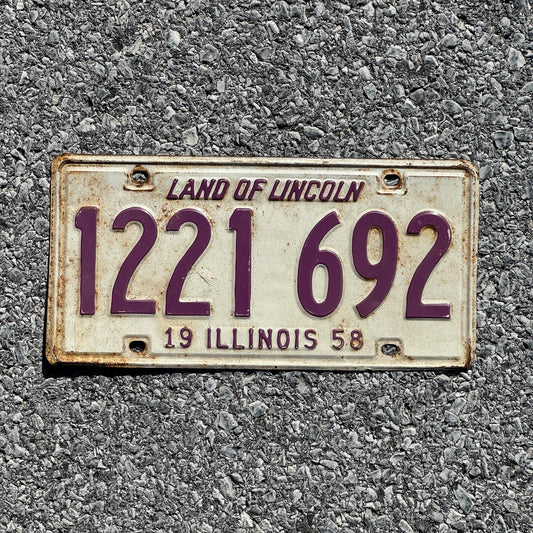 LAND OF LINCOLN
1221 692
19 ILLINOIS 58